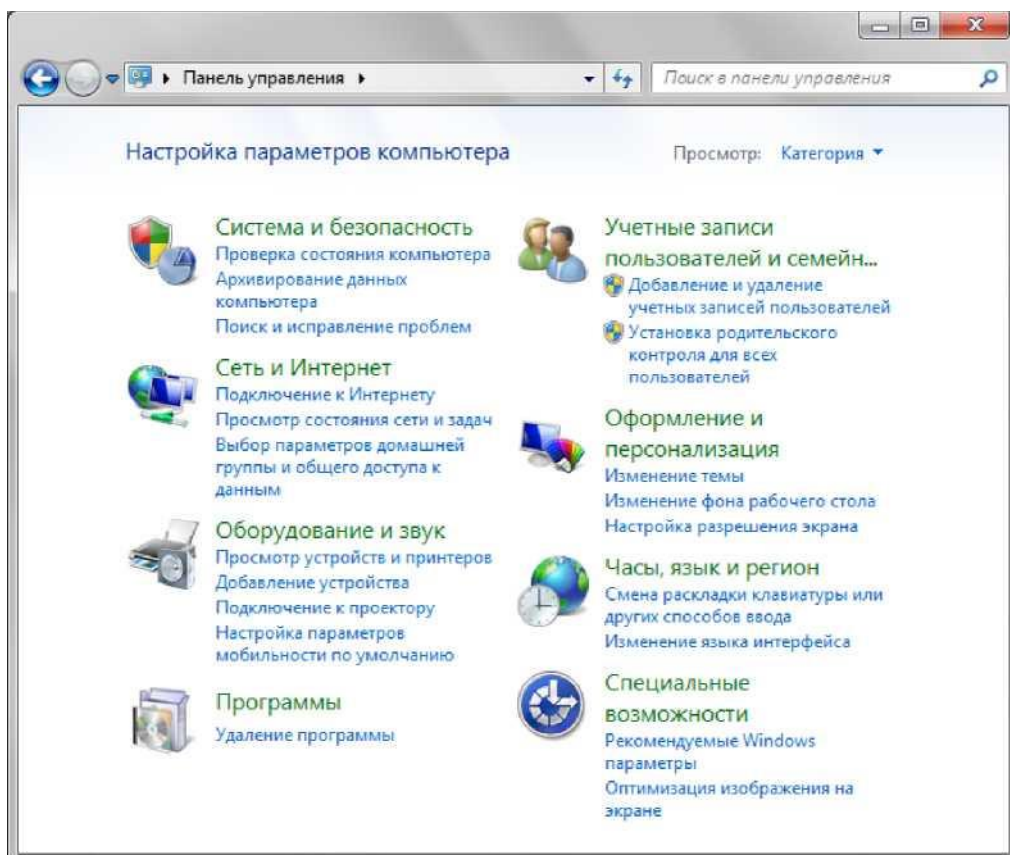 Панель управления
Поиск в панели управления
Настройка параметров компьютера
Просмотр: Категория
Система и безопасность
Проверка состояния компьютера
Архивирование данных
компьютера
Поиск и исправление проблем
Сеть и Интернет
Подключение к Интернету
Просмотр состояния сети и задач
Выбор параметров домашней
группы и общего доступа к
данным
Оборудование и звук
Просмотр устройств и принтеров
Добавление устройства
Подключение к проектору
Настройка параметров
мобильности по умолчанию
Программы
Удаление программы
Учетные записи
пользователей и семейн...
Добавление и удаление
учетных записей пользователей
Установка родительского
контроля для всех
пользователей
Оформление и
персонализация
Изменение темы
Изменение фона рабочего стола
Настройка разрешения экрана
Часы, язык и регион
Смена раскладки клавиатуры или
других способов ввода
Изменение языка интерфейса
Специальные
возможности
Рекомендуемые Windows
параметры
Оптимизация изображения на
экране